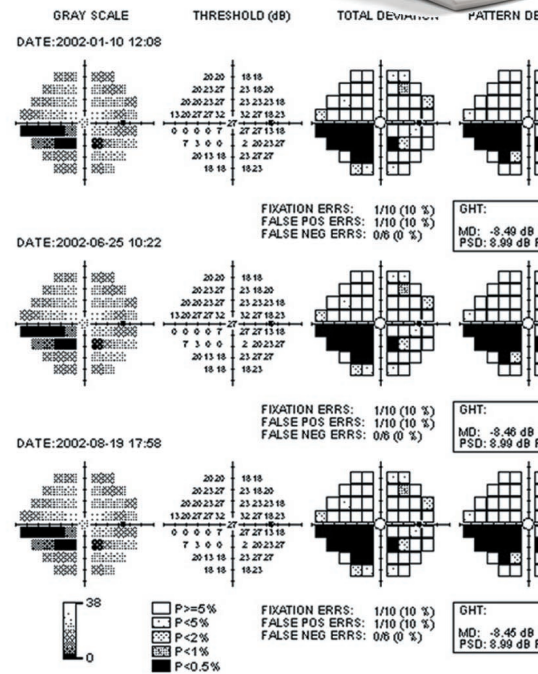 GRAY SCALE THRESHOLD (dB) TOTAL DEVIATION PATTERN DE
DATE:2002-01-10 12:08
20 20 18 18
20 23 27 23 18 20
20 20 23 27 23 23 23 18
13 20 27 27 32 32 27 18 23
27
0 0 0 0 7 27 27 13 18
7 3 0 0 2 20 23 27
20 13 18 23 27 27
18 18 18 23
FIXATION ERRS: 1/10 (10 %)
FALSE POS ERRS: 1/10 (10 %)
FALSE NEG ERRS: 0/6 (0 %)
GHT:
MD: -8.49 dB
PSD: 8.99 dB P
DATE:2002-06-25 10:22
20 20 18 18
20 23 27 23 18 20
20 20 23 27 23 23 23 18
13 20 27 27 32 32 27 18 23
27
0 0 0 0 7 27 27 13 18
7 3 0 0 2 20 23 27
20 13 18 23 27 27
18 18 18 23
FIXATION ERRS: 1/10 (10 %)
FALSE POS ERRS: 1/10 (10 %)
FALSE NEG ERRS: 0/6 (0 %)
GHT:
MD: -8.46 dB
PSD: 8.99 dB P
DATE:2002-08-19 17:58
20 20 18 18
20 23 27 23 18 20
20 20 23 27 23 23 23 18
13 20 27 27 32 32 27 18 23
27
0 0 0 0 7 27 27 13 18
7 3 0 0 2 20 23 27
20 13 18 23 27 27
18 18 18 23
38
0
P>=5%
P<5%
P<2%
P<1%
P<0.5%
FIXATION ERRS: 1/10 (10 %)
FALSE POS ERRS: 1/10 (10 %)
FALSE NEG ERRS: 0/6 (0 %)
GHT:
MD: -8.45 dB
PSD: 8.99 dB P